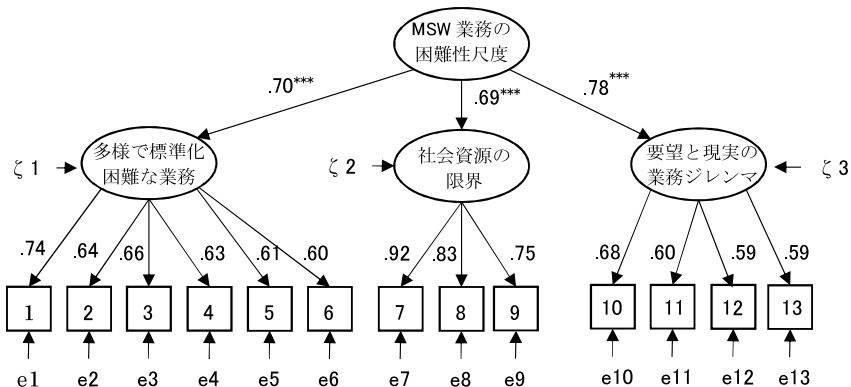 MSW 業務の
困難性尺度
.70***
.69***
.78***
ζ 1
多様で標準化
困難な業務
ζ 2
社会資源の
限界
要望と現実の
業務ジレンマ
ζ 3
.74
.64
.66
.63
.61
.60
.92
.83
.75
.68
.60
.59
.59
1
2
3
4
5
6
7
8
9
10
11
12
13
e1
e2
e3
e4
e5
e6
e7
e8
e9
e10
e11
e12
e13